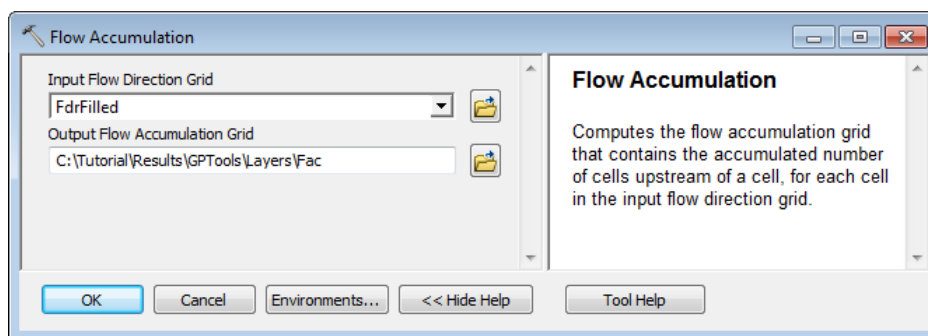 Flow Accumulation
Input Flow Direction Grid
FdrFilled
Output Flow Accumulation Grid
C:\Tutorial\Results\GPTools\Layers\Fac
Flow Accumulation
Computes the flow accumulation grid
that contains the accumulated number
of cells upstream of a cell, for each cell
in the input flow direction grid.
OK
Cancel
Environments...
<< Hide Help
Tool Help